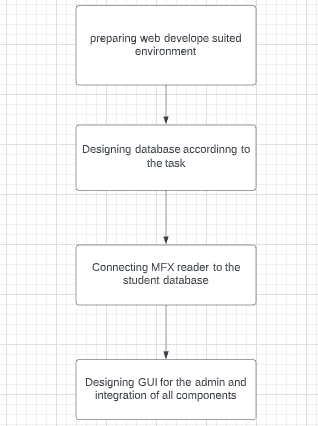 preparing web develope suited
environment
Designing database accordinng to
the task
Connecting MFX reader to the
student database
Designing GUI for the admin and
integration of all components